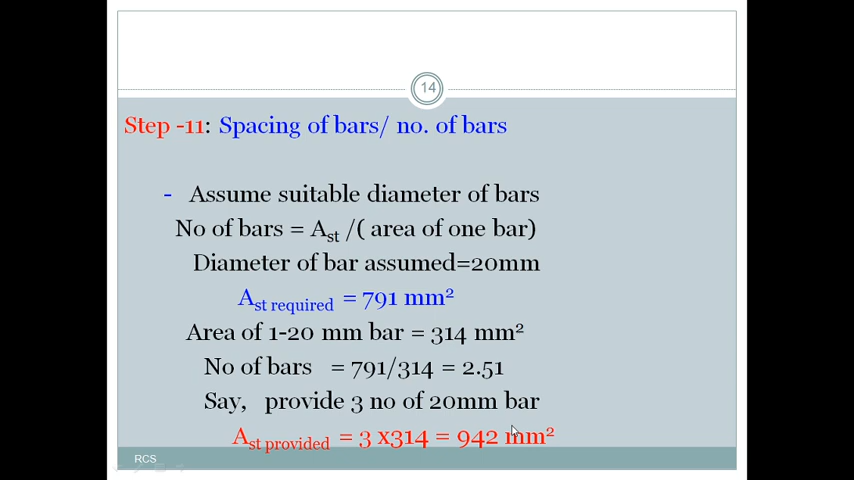 14
Step -11: Spacing of bars/ no. of bars
- Assume suitable diameter of bars
No of bars = Ast /( area of one bar)
Diameter of bar assumed=20mm
Ast required = 791 mm²
Area of 1-20 mm bar = 314 mm²
No of bars = 791/314 = 2.51
Say, provide 3 no of 20mm bar
Ast provided = 3 x314 = 942 mm²
RCS